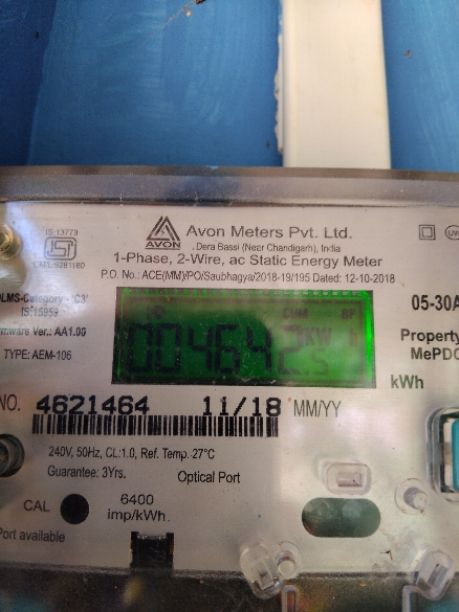 IS 13779
AVON
Avon Meters Pvt. Ltd.
Dera Bassi (Near Chandigarh), India
1-Phase, 2-Wire, ac Static Energy Meter
P.O. No.: ACE(MM)/PO/Saubhagya/2018-19/195 Dated: 12-10-2018
DLMS-Category - 'C3'
IS:15959
Firmware Ver.: AA1.00
TYPE: AEM-106
CUM
KW h
004642.5
05-30A
Property
MePDC
kWh
NO. 4621464 11/18 MM/YY
240V, 50Hz, CL:1.0, Ref. Temp. 27°C
Guarantee: 3Yrs.
Optical Port
CAL
6400
imp/kWh.
Port available